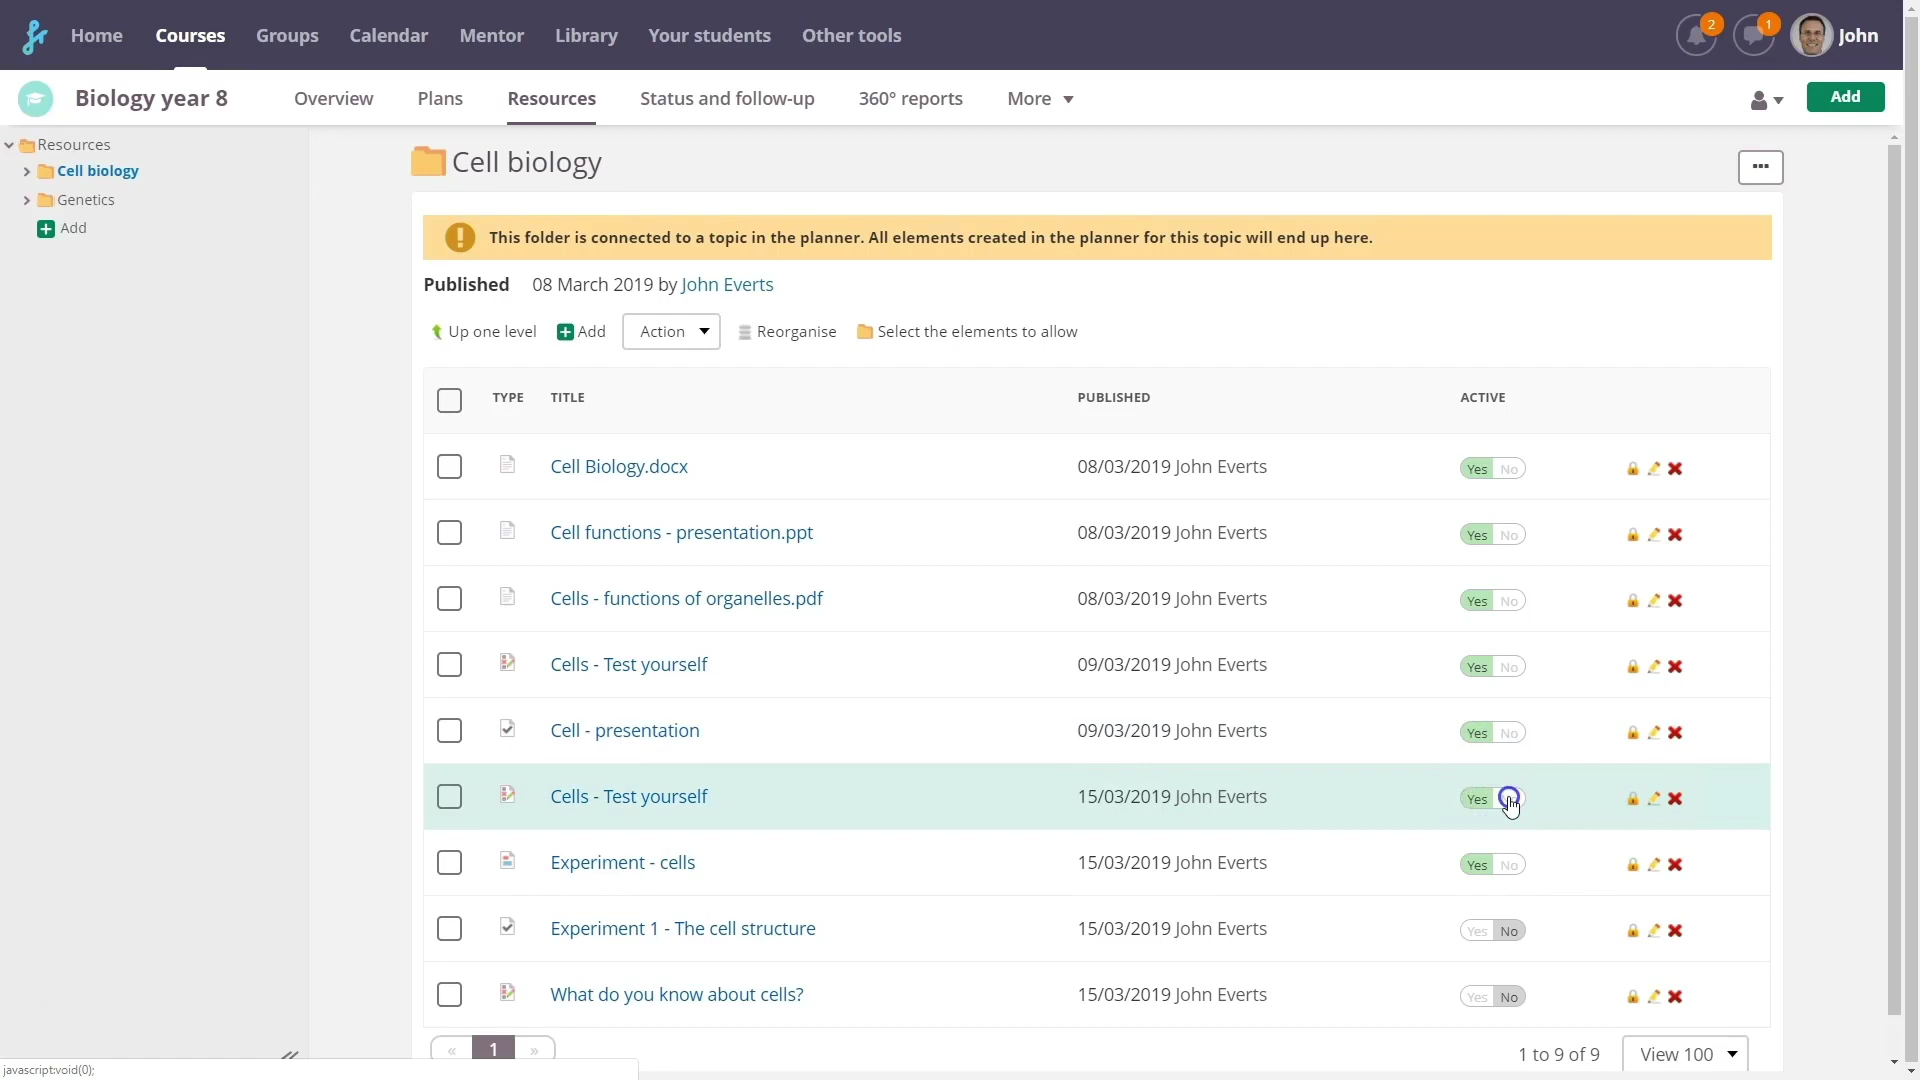 Home Courses Groups Calendar Mentor Library Your students Other tools 2 1 John
Biology year 8 Overview Plans Resources Status and follow-up 360° reports More Add
Resources
Cell biology
Genetics
Add
Cell biology
This folder is connected to a topic in the planner. All elements created in the planner for this topic will end up here.
Published 08 March 2019 by John Everts
Up one level Add Action Reorganise Select the elements to allow
TYPE TITLE PUBLISHED ACTIVE
Cell Biology.docx 08/03/2019 John Everts Yes No
Cell functions - presentation.ppt 08/03/2019 John Everts Yes No
Cells - functions of organelles.pdf 08/03/2019 John Everts Yes No
Cells - Test yourself 09/03/2019 John Everts Yes No
Cell - presentation 09/03/2019 John Everts Yes No
Cells - Test yourself 15/03/2019 John Everts Yes
Experiment - cells 15/03/2019 John Everts Yes No
Experiment 1 - The cell structure 15/03/2019 John Everts Yes No
What do you know about cells? 15/03/2019 John Everts Yes No
« 1 » 1 to 9 of 9 View 100
javascript:void(0);